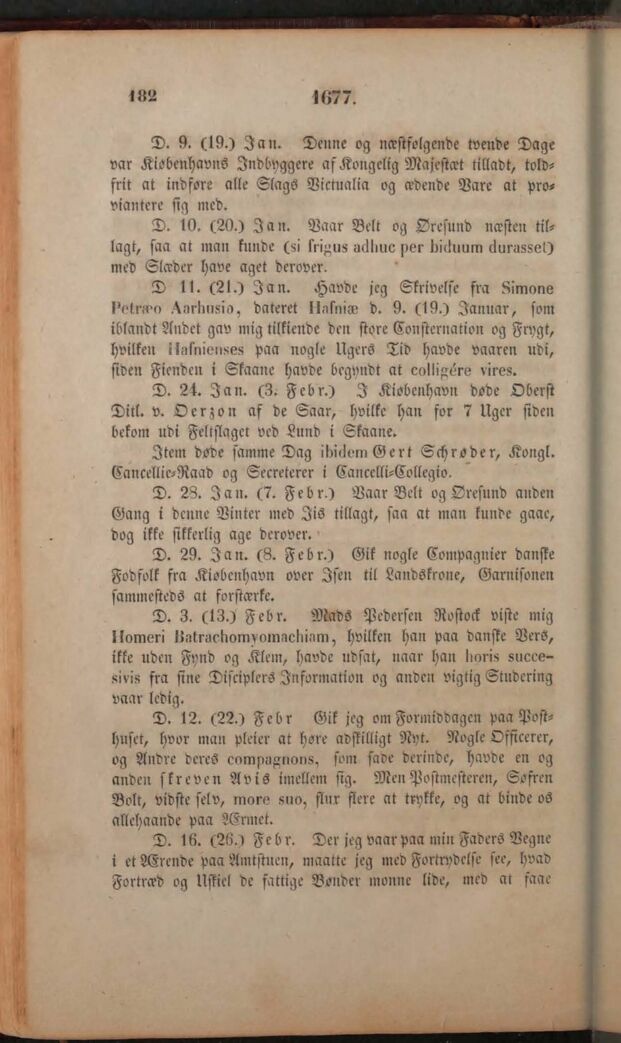 182
1677.
D. 9. (19.) Jan. Denne og næstfølgende tvende Dage
var Kiøbenhavns Indbyggere af Kongelig Majestæt tilladt, told-
frit at indføre alle Slags Victualia og ædende Vare at pro-
viantere sig med.
D. 10. (20.) Jan. Vaar Belt og Øresund næsten til-
lagt, saa at man kunde (si frigus adhuc per biduum durasset)
med Slæder have aget derover.
D 11. (21.) Jan. Havde jeg Skrivelse fra Simone
Petræo Aarhusio, dateret Hafniæ d. 9. (19.) Januar, som
iblandt Andet gav mig tilkiende den store Consternation og Frygt,
hvilken Hafnienses paa nogle Ugers Tid havde vaaren udi,
siden Fienden i Skaane havde begyndt at colligére vires.
D. 24. Jan. (3. Febr.) I Kiøbenhavn døde Oberst
Ditl. v. Oerzon af de Saar, hvilke han for 7 Uger siden
bekom udi Feltslaget ved Lund i Skaane.
Item døde samme Dag ibidem Gert Schrøder, Kongl.
Cancellie-Raad og Secreterer i Cancelli-Collegio.
D. 28. Jan. (7. Febr.) Vaar Belt og Øresund anden
Gang i denne Vinter med Jis tillagt, saa at man kunde gaae,
dog ikke sikkerlig age derover.
D. 29. Jan. (8. Febr.) Gik nogle Compagnier danske
Fodfolk fra Kiøbenhavn over Isen til Landskrone, Garnisonen
sammesteds at forstærke.
D. 3. (13.) Febr. Mads Pedersen Rostock viste mig
Homeri Batrachomyomachiam, hvilken han paa danske Vers,
ikke uden Fynd og Klem, havde udsat, naar han horis succe-
sivis fra sine Disciplers Information og anden vigtig Studering
vaar ledig.
D. 12. (22.) Febr Gik jeg om Formiddagen paa Post-
huset, hvor man pleier at høre adskilligt Nyt. Nogle Officerer,
og Andre deres compagnons, som sade derinde, havde en og
anden skreven Avis imellem sig. Men Postmesteren, Søfren
Bolt, vidste selv, more suo, slur flere at trykke, og at binde os
allehaande paa Ærmet.
D. 16. (26.) Febr. Der jeg vaar paa min Faders Vegne
i et Ærende paa Amtstuen, maatte jeg med Fortrydelse see, hvad
Fortræd og Uskiel de fattige Bønder monne lide, med at faae